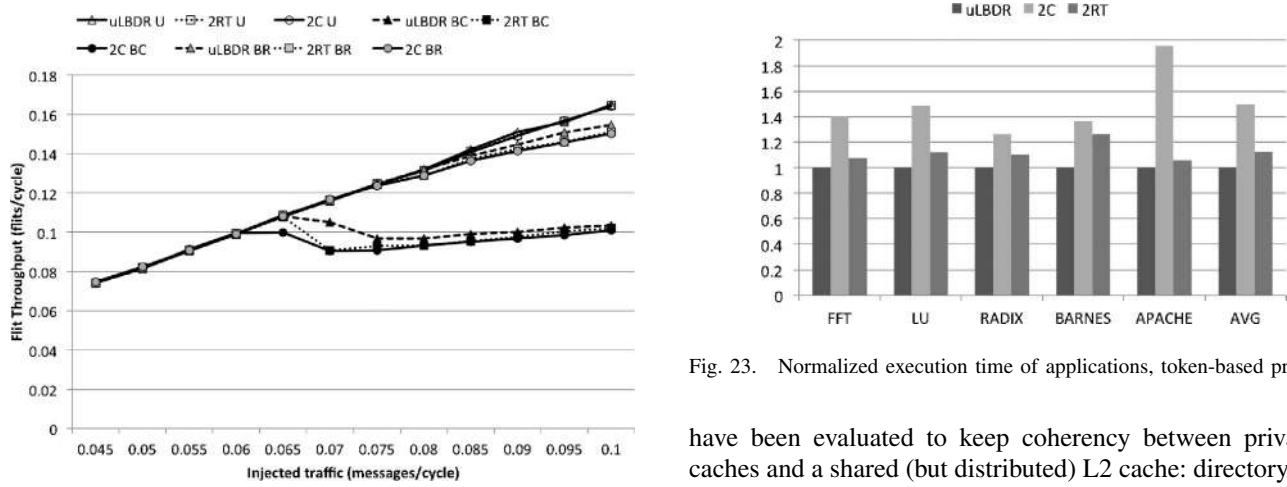 uLBDR U 2RT U 2C U uLBDR BC 2RT BC
2C BC uLBDR BR 2RT BR 2C BR
0.18
0.16
0.14
0.12
0.1
0.08
0.06
0.04
0.02
0
Flit Throughput (flits/cycle)
0.045 0.05 0.055 0.06 0.065 0.07 0.075 0.08 0.085 0.09 0.095 0.1
Injected traffic (messages/cycle)
uLBDR 2C 2RT
2
1.8
1.6
1.4
1.2
1
0.8
0.6
0.4
0.2
0
FFT LU RADIX BARNES APACHE AVG
Fig. 23. Normalized execution time of applications, token-based pr
have been evaluated to keep coherency between priva
caches and a shared (but distributed) L2 cache: directory